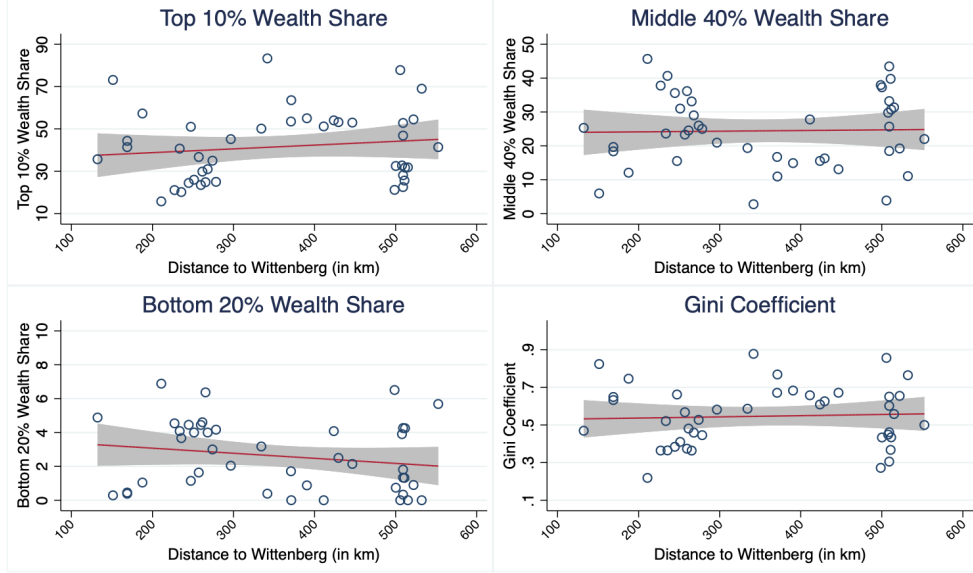 Top 10% Wealth Share
Top 10% Wealth Share
90
70
50
30
10
100 200 300 400 500 600
Distance to Wittenberg (in km)
Middle 40% Wealth Share
Middle 40% Wealth Share
50
40
30
20
10
0
100 200 300 400 500 600
Distance to Wittenberg (in km)
Bottom 20% Wealth Share
Bottom 20% Wealth Share
10
8
6
4
2
0
100 200 300 400 500 600
Distance to Wittenberg (in km)
Gini Coefficient
Gini Coefficient
.9
.7
.5
.3
.1
100 200 300 400 500 600
Distance to Wittenberg (in km)